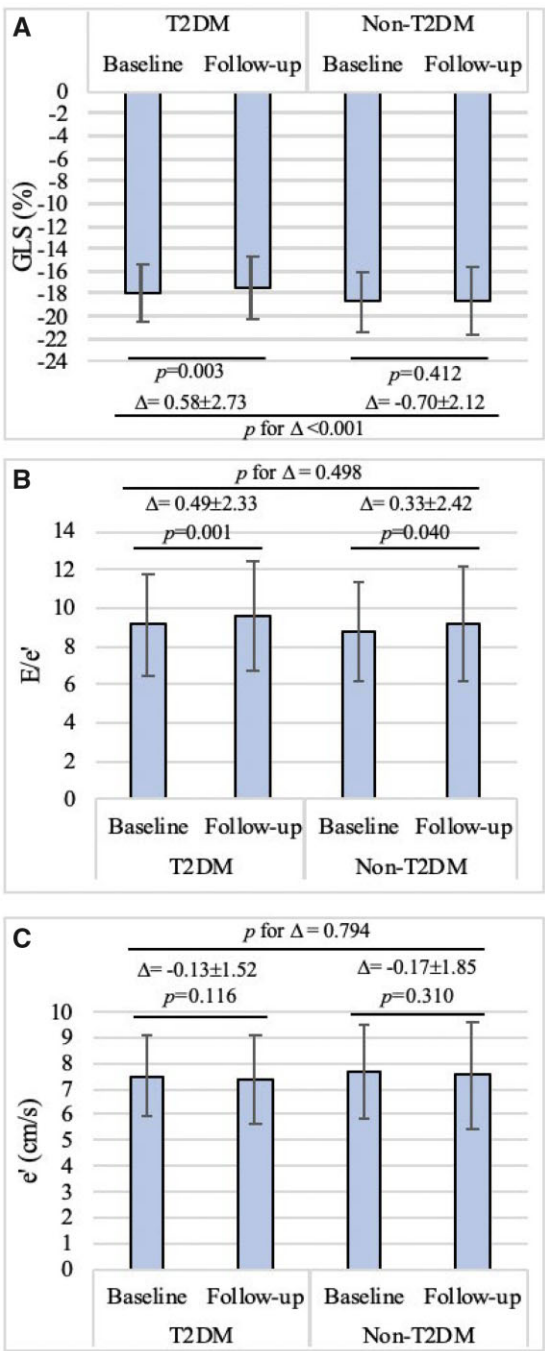 A
T2DM Non-T2DM
Baseline Follow-up Baseline Follow-up
GLS (%)
0
-2
-4
-6
-8
-10
-12
-14
-16
-18
-20
-22
-24
p=0.003 p=0.412
Δ= 0.58±2.73 Δ= -0.70±2.12
p for Δ <0.001
B
p for Δ = 0.498
Δ= 0.49±2.33 Δ= 0.33±2.42
p=0.001 p=0.040
E/e'
14
12
10
8
6
4
2
0
Baseline Follow-up Baseline Follow-up
T2DM Non-T2DM
C
p for Δ = 0.794
Δ= -0.13±1.52 Δ= -0.17±1.85
p=0.116 p=0.310
e' (cm/s)
10
9
8
7
6
5
4
3
2
1
0
Baseline Follow-up Baseline Follow-up
T2DM Non-T2DM